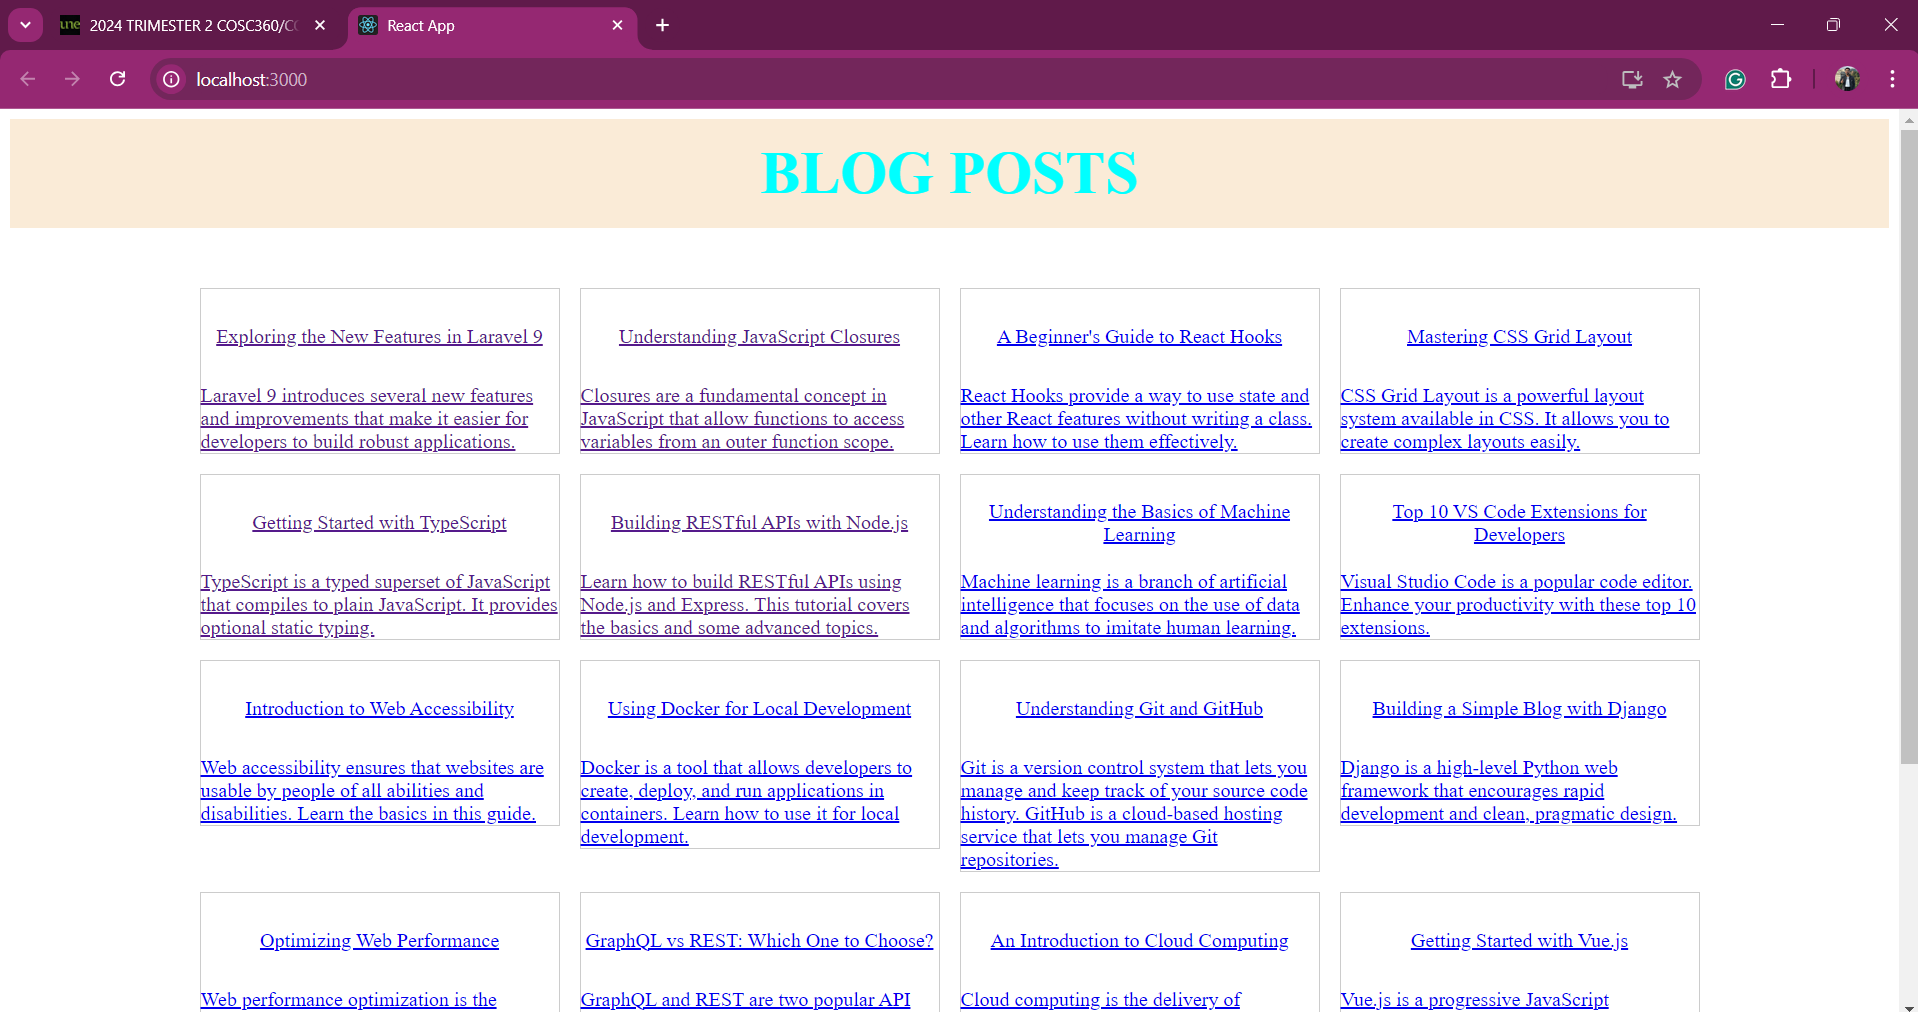 une 2024 TRIMESTER 2 COSC360/CO
React App
localhost:3000
BLOG POSTS
Exploring the New Features in Laravel 9
Laravel 9 introduces several new features
and improvements that make it easier for
developers to build robust applications.
Understanding JavaScript Closures
Closures are a fundamental concept in
JavaScript that allow functions to access
variables from an outer function scope.
A Beginner's Guide to React Hooks
React Hooks provide a way to use state and
other React features without writing a class.
Learn how to use them effectively.
Mastering CSS Grid Layout
CSS Grid Layout is a powerful layout
system available in CSS. It allows you to
create complex layouts easily.
Getting Started with TypeScript
TypeScript is a typed superset of JavaScript
that compiles to plain JavaScript. It provides
optional static typing.
Building RESTful APIs with Node.js
Learn how to build RESTful APIs using
Node.js and Express. This tutorial covers
the basics and some advanced topics.
Understanding the Basics of Machine
Learning
Machine learning is a branch of artificial
intelligence that focuses on the use of data
and algorithms to imitate human learning.
Top 10 VS Code Extensions for
Developers
Visual Studio Code is a popular code editor.
Enhance your productivity with these top 10
extensions.
Introduction to Web Accessibility
Web accessibility ensures that websites are
usable by people of all abilities and
disabilities. Learn the basics in this guide.
Using Docker for Local Development
Docker is a tool that allows developers to
create, deploy, and run applications in
containers. Learn how to use it for local
development.
Understanding Git and GitHub
Git is a version control system that lets you
manage and keep track of your source code
history. GitHub is a cloud-based hosting
service that lets you manage Git
repositories.
Building a Simple Blog with Django
Django is a high-level Python web
framework that encourages rapid
development and clean, pragmatic design.
Optimizing Web Performance
Web performance optimization is the
GraphQL vs REST: Which One to Choose?
GraphQL and REST are two popular API
An Introduction to Cloud Computing
Cloud computing is the delivery of
Getting Started with Vue.js
Vue.js is a progressive JavaScript